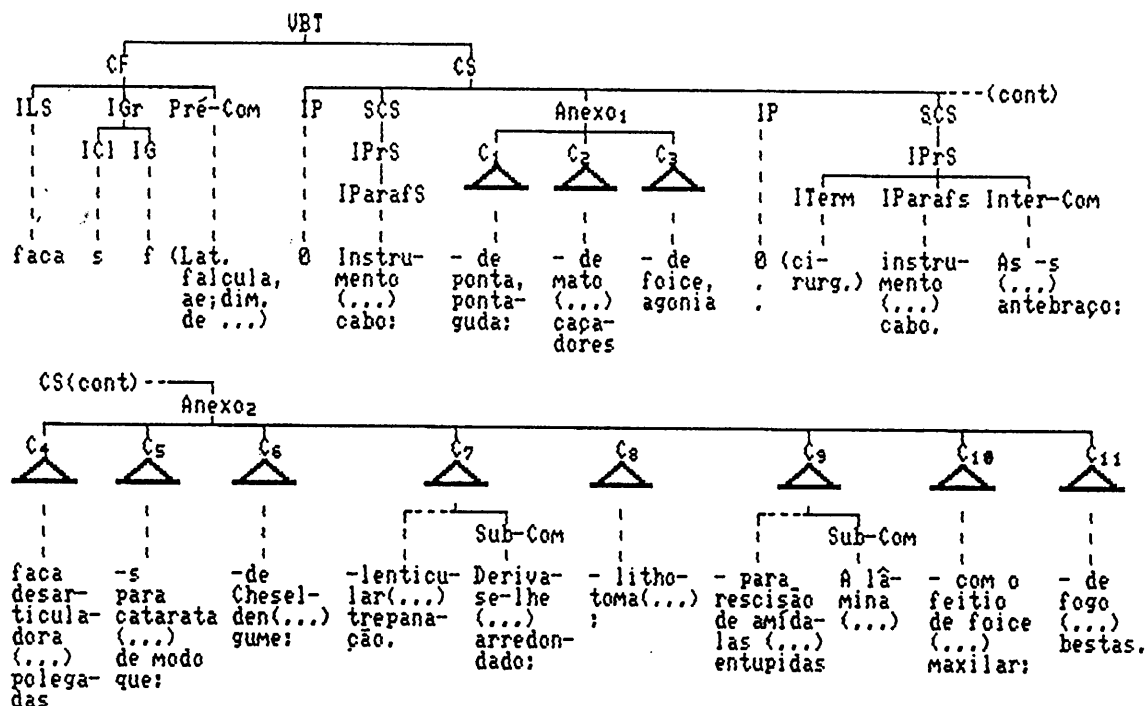 VBT
CF CS
ILS IGr Pré-Com IP SCS Anexo1 IP SCS ----(cont)
ICl IG IPrS C1 C2 C3 IPrS
IParafS ITerm IParafs Inter-Com
faca s f (Lat. 0 Instru- - de - de - de 0 (ci- instru- As -s
falcula, mento ponta, mato foice, . rurg.) mento (...)
ae;dim. (...) ponta- (...) agonia . (...) antebraço;
de ...) cabo: guda; caça- cabo.
dores
CS(cont) ---
Anexo2
C4 C5 C6 C7 C8 C9 C10 C11
Sub-Com Sub-Com
faca -s -de -lenticu- Deriva- - litho- - para A lâ- - com o - de
desar- para Chesel- lar(...) se-lhe toma(...) rescisão mina feitio fogo
ticula- catarata den(...) trepana- (...) ; de amída- (...) de foice (...)
dora (...) gume; ção. arredon- las (...) (...) bestas.
(...) de modo dado; entupidas maxilar;
polega- que;
das